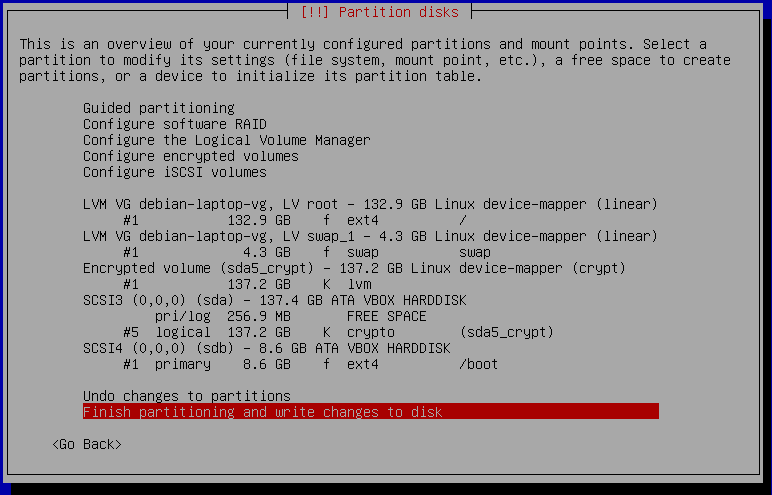 [!!] Partition disks
This is an overview of your currently configured partitions and mount points. Select a
partition to modify its settings (file system, mount point, etc.), a free space to create
partitions, or a device to initialize its partition table.
Guided partitioning
Configure software RAID
Configure the Logical Volume Manager
Configure encrypted volumes
Configure iSCSI volumes
LVM VG debian-laptop-vg, LV root - 132.9 GB Linux device-mapper (linear)
#1 132.9 GB f ext4 /
LVM VG debian-laptop-vg, LV swap_1 - 4.3 GB Linux device-mapper (linear)
#1 4.3 GB f swap swap
Encrypted volume (sda5_crypt) - 137.2 GB Linux device-mapper (crypt)
#1 137.2 GB K lvm
SCSI3 (0,0,0) (sda) - 137.4 GB ATA VBOX HARDDISK
pri/log 256.9 MB FREE SPACE
#5 logical 137.2 GB K crypto (sda5_crypt)
SCSI4 (0,0,0) (sdb) - 8.6 GB ATA VBOX HARDDISK
#1 primary 8.6 GB f ext4 /boot
Undo changes to partitions
Finish partitioning and write changes to disk
<Go Back>